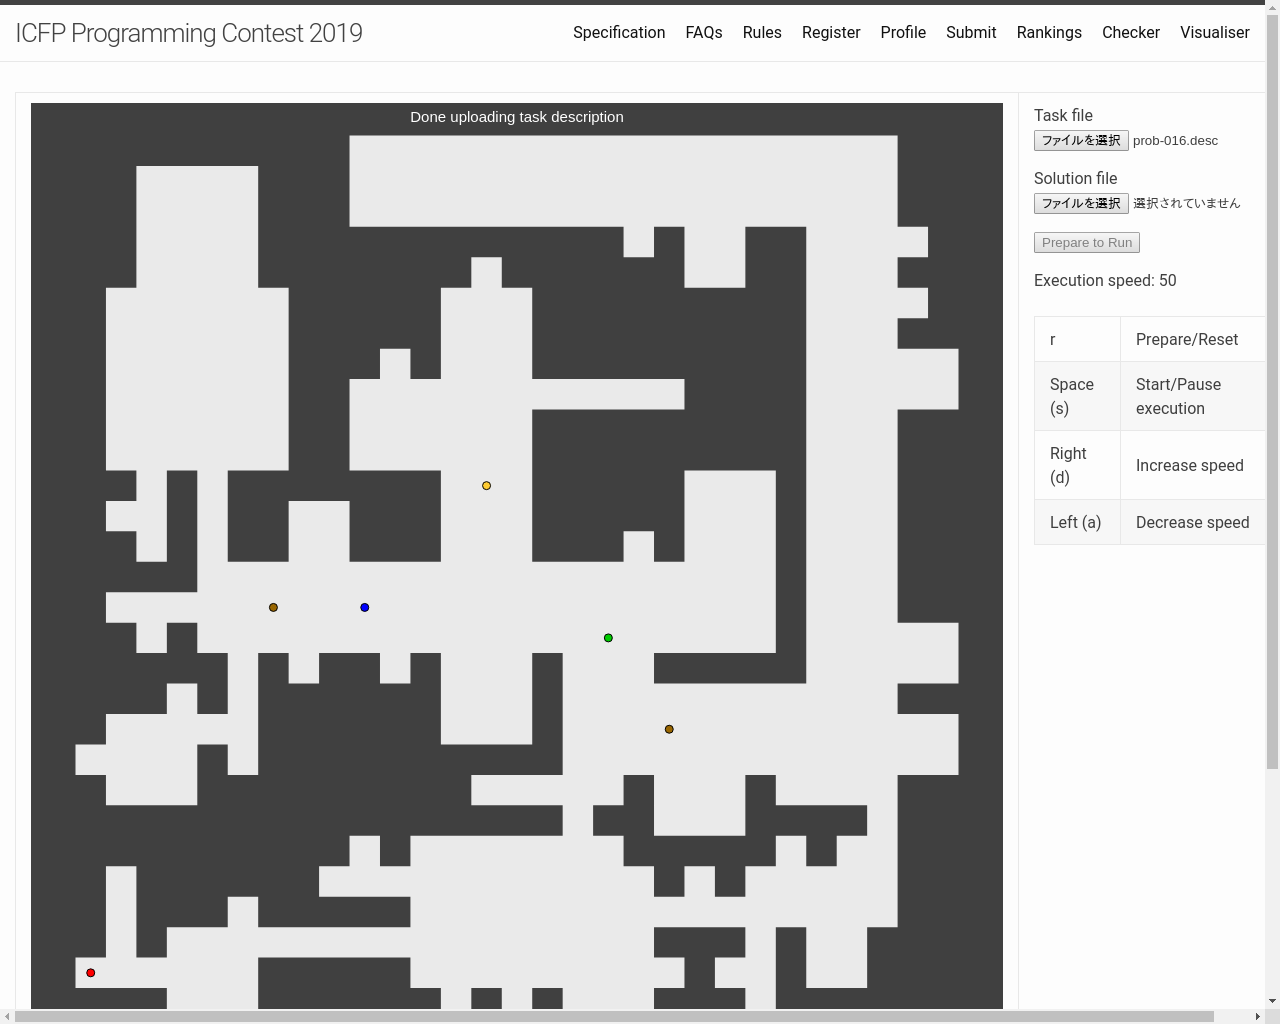 ICFP Programming Contest 2019
Specification FAQs Rules Register Profile Submit Rankings Checker Visualiser
Done uploading task description
Task file
ファイルを選択 prob-016.desc
Solution file
ファイルを選択 選択されていません
Prepare to Run
Execution speed: 50
r Prepare/Reset
Space (s) Start/Pause execution
Right (d) Increase speed
Left (a) Decrease speed